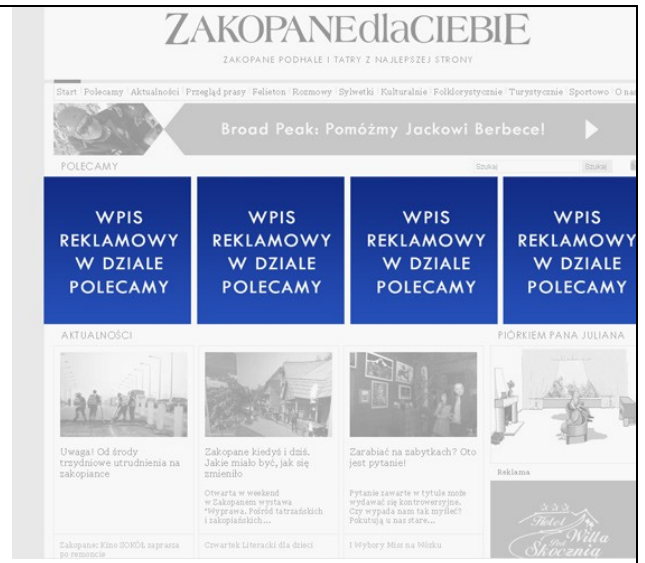 ZAKOPANEdlaCIEBIE
ZAKOPANE PODHALE I TATRY Z NAJLEPSZEJ STRONY
Start Polecamy Aktualności Przegląd prasy Felieton Rozmowy Sylwetki Kulturalnie Folklorystycznie Turystycznie Sportowo O nas
Broad Peak: Pomóżmy Jackowi Berbece!
POLECAMY
Szukaj Szukaj
WPIS
REKLAMOWY
W DZIALE
POLECAMY
WPIS
REKLAMOWY
W DZIALE
POLECAMY
WPIS
REKLAMOWY
W DZIALE
POLECAMY
WPIS
REKLAMOWY
W DZIALE
POLECAMY
AKTUALNOŚCI
Uwaga! Od środy
trzydniowe utrudnienia na
zakopiance
Zakopane kiedyś i dziś.
Jakie miało być, jak się
zmieniło
Otwarta w weekend
w Zakopanem wystawa
"Wyprawa. Pośród tatrzańskich
i zakopiańskich...
Zarabiać na zabytkach? Oto
jest pytanie!
Pytanie zawarte w tytule może
wydawać się kontrowersyjne.
Czy wypada nam tak myśleć?
Pokutują u nas stare...
PIÓRKIEM PANA JULIANA
Reklama
Hotel
Pod Willa
Skocznią
Zakopane: Kino SOKÓŁ zaprasza
po remoncie
Czwartek Literacki dla dzieci
I Wybory Miss na Wózku